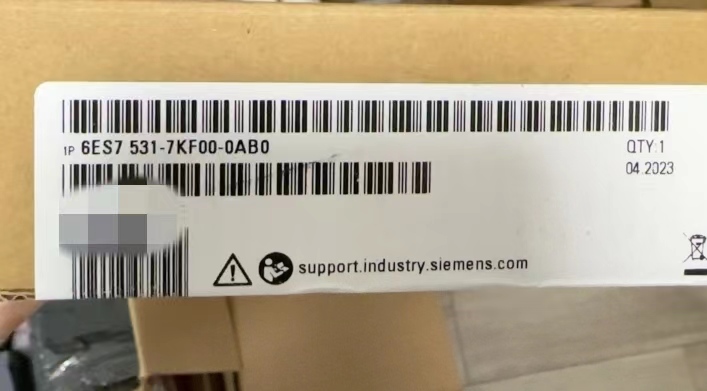 1P 6ES7 531-7KF00-0AB0
QTY:1
04.2023
support.industry.siemens.com